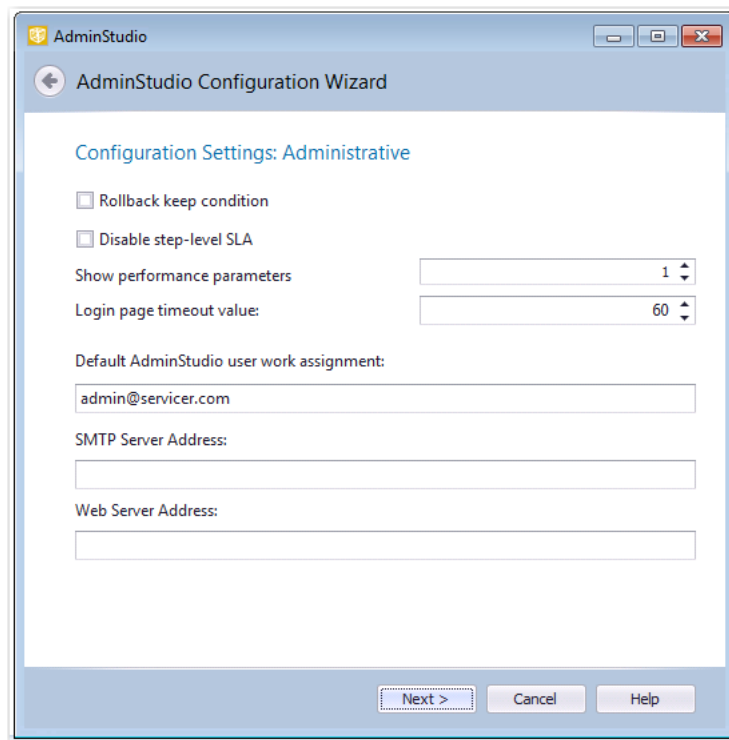 AdminStudio
AdminStudio Configuration Wizard
Configuration Settings: Administrative
Rollback keep condition
Disable step-level SLA
Show performance parameters 1
Login page timeout value: 60
Default AdminStudio user work assignment:
admin@servicer.com
SMTP Server Address:
Web Server Address:
Next > Cancel Help